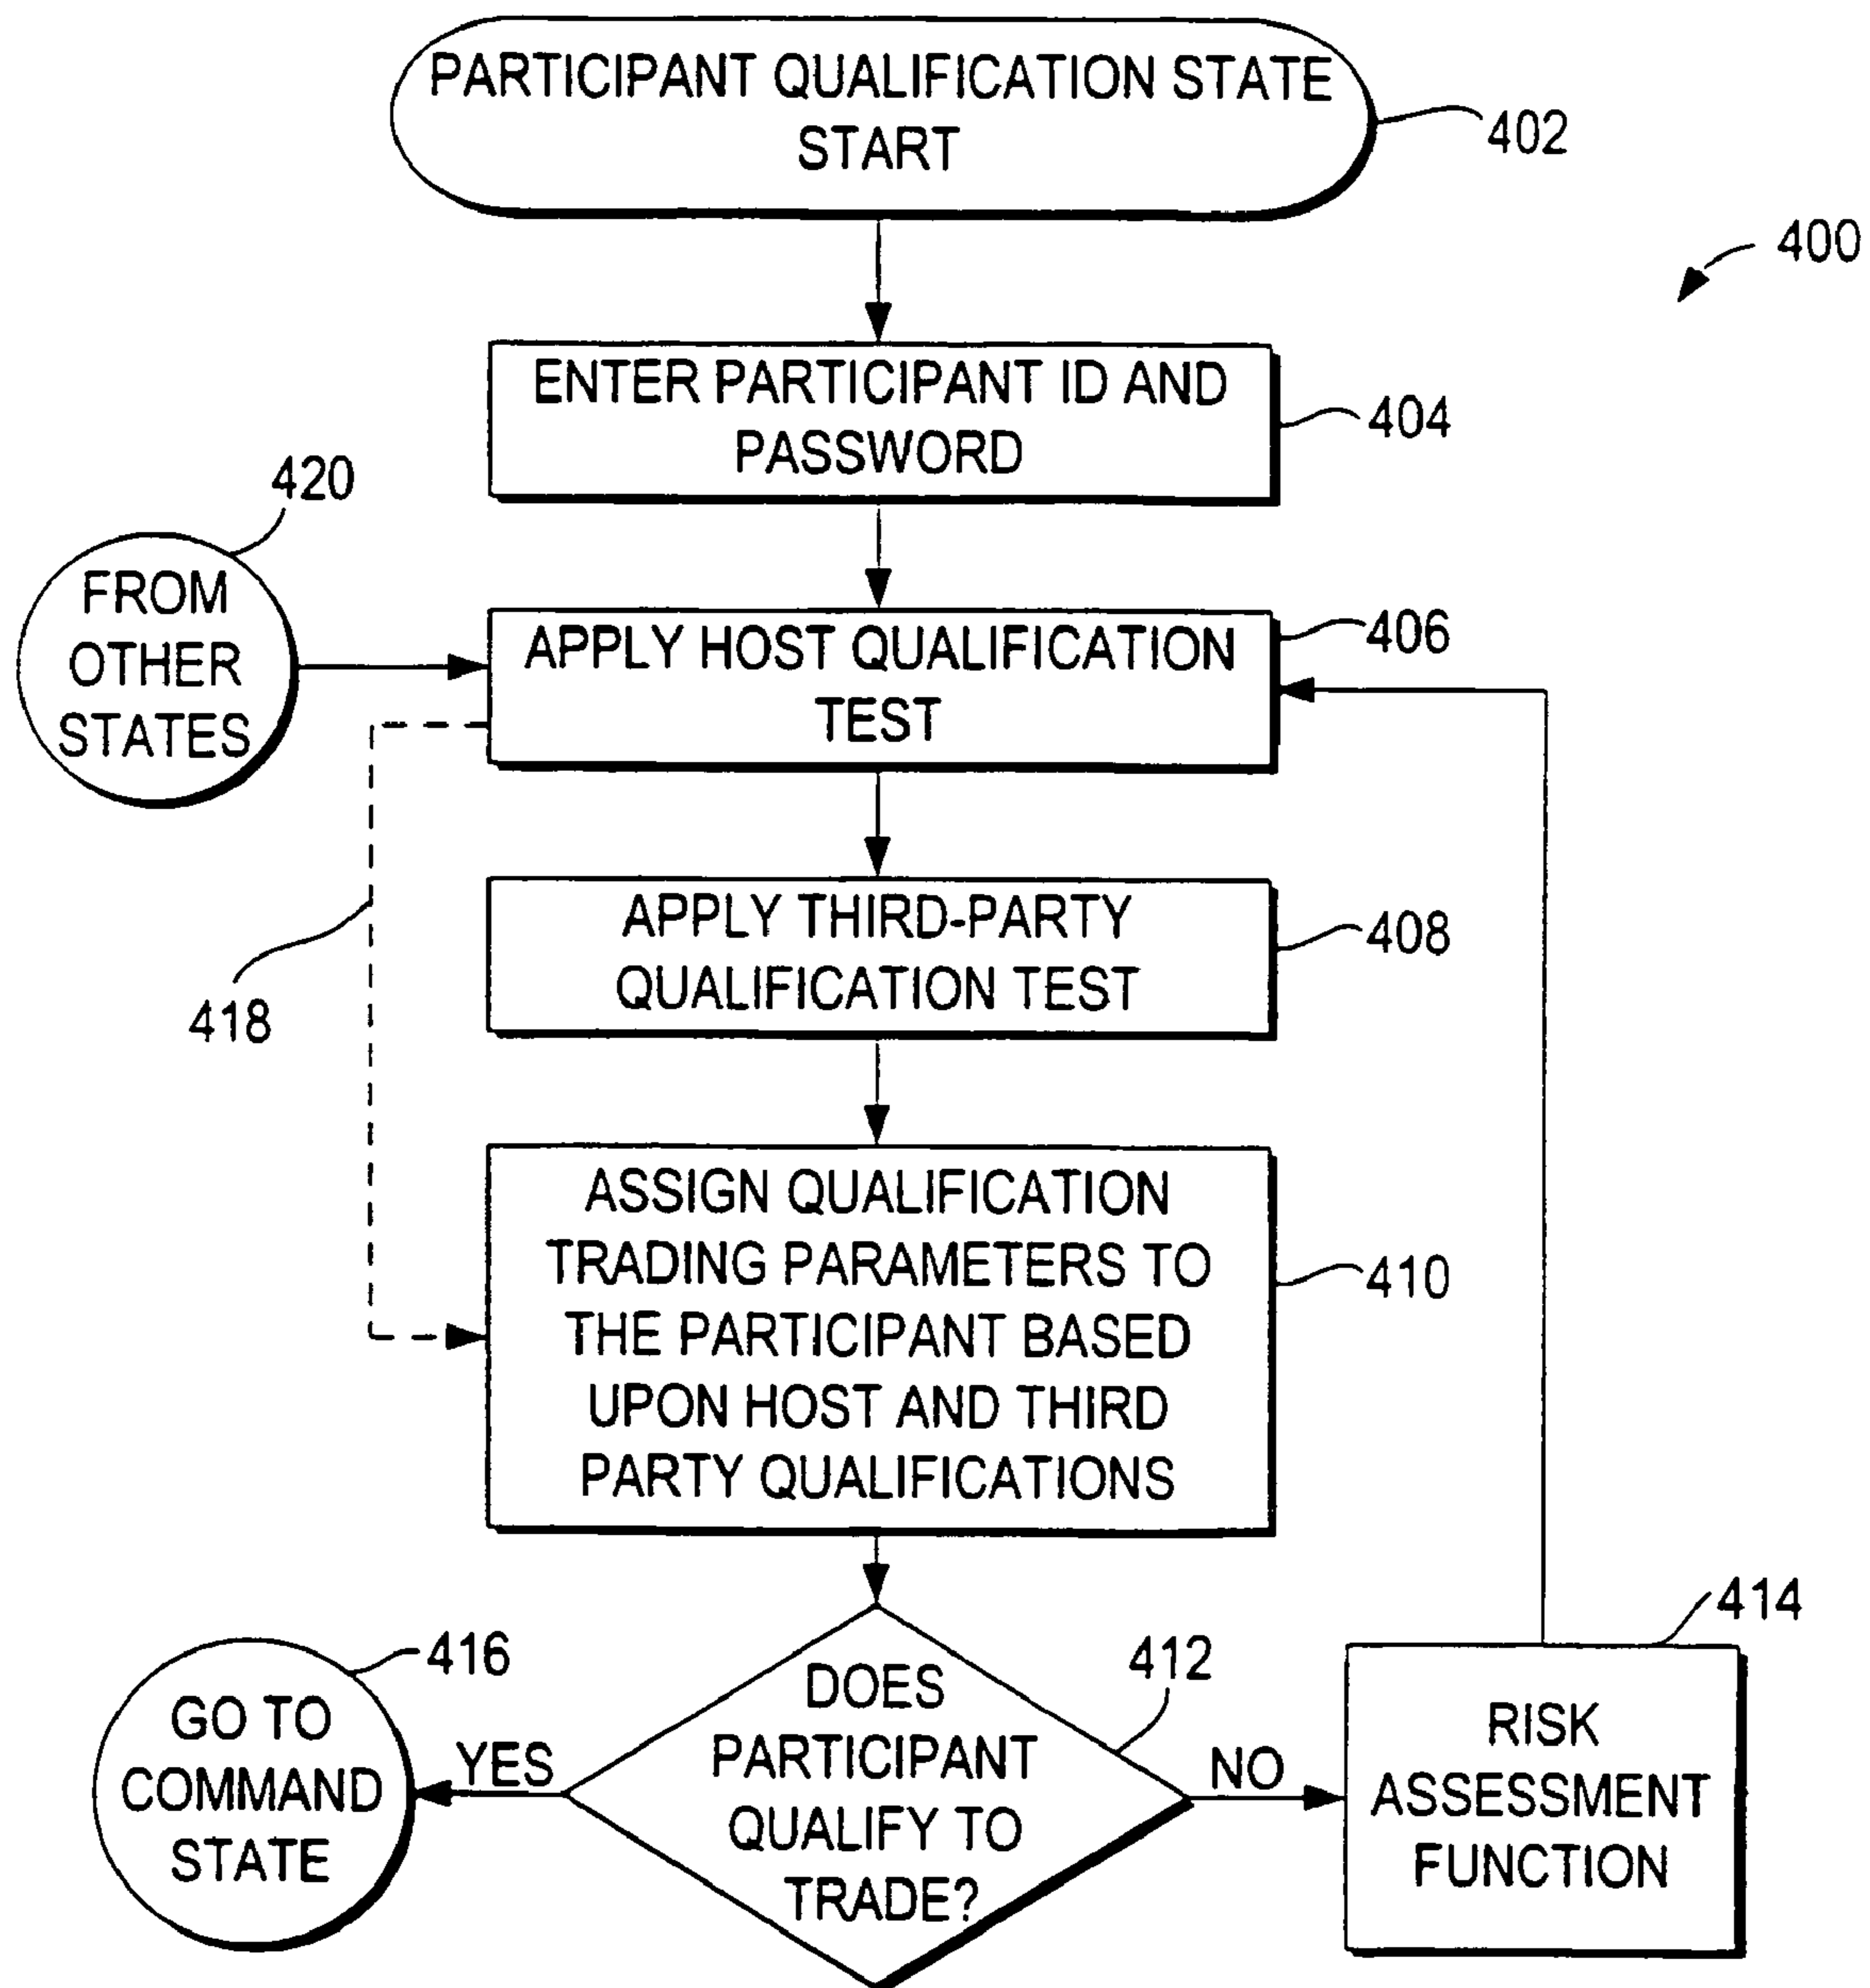 PARTICIPANT QUALIFICATION STATE
START
402
400
ENTER PARTICIPANT ID AND
PASSWORD
404
420
FROM
OTHER
STATES
APPLY HOST QUALIFICATION
TEST
406
APPLY THIRD-PARTY
QUALIFICATION TEST
408
418
ASSIGN QUALIFICATION
TRADING PARAMETERS TO
THE PARTICIPANT BASED
UPON HOST AND THIRD
PARTY QUALIFICATIONS
410
416
GO TO
COMMAND
STATE
YES
DOES
PARTICIPANT
QUALIFY TO
TRADE?
412
NO
414
RISK
ASSESSMENT
FUNCTION